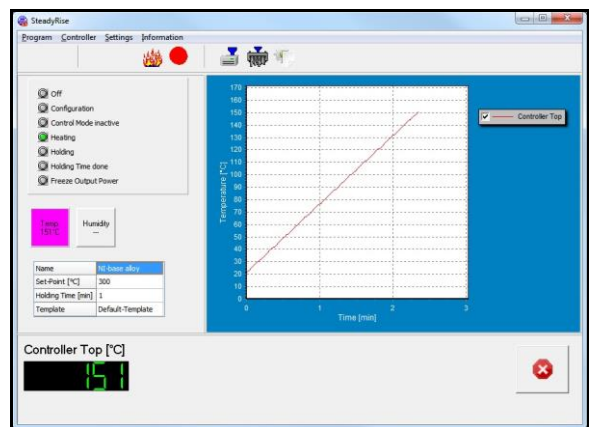 SteadyRise
Program Controller Settings Information
Off
Configuration
Control Mode inactive
Heating
Holding
Holding Time done
Freeze Output Power
Temp.
151°C
Humidity
--
Name NI-base alloy
Set-Point [°C] 300
Holding Time [min] 1
Template Default-Template
Temperature [°C]
170
160
150
140
130
120
110
100
90
80
70
60
50
40
30
20
10
0
0 1 2 3
Time [min]
Controller Top
Controller Top [°C]
151